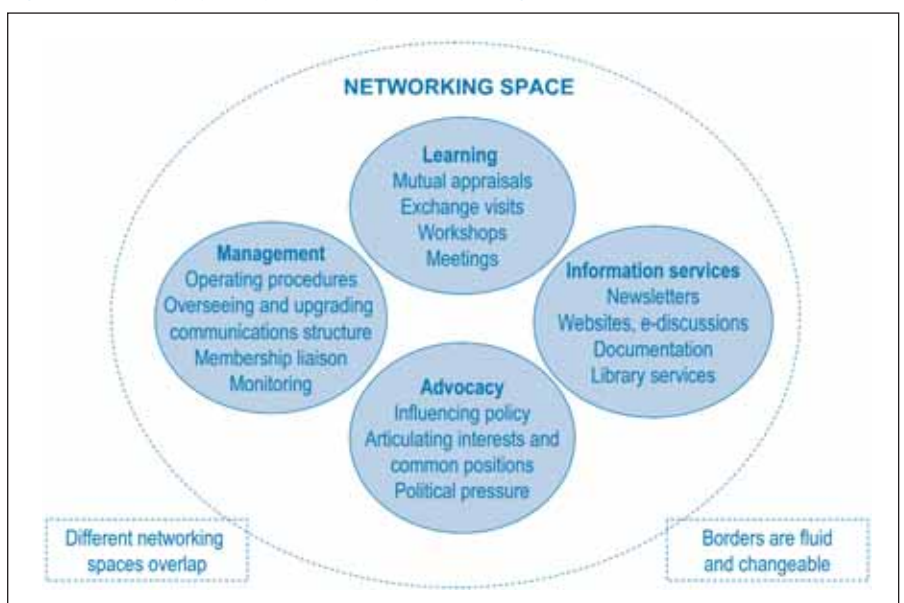 NETWORKING SPACE
Learning
Mutual appraisals
Exchange visits
Workshops
Meetings
Management
Operating procedures
Overseeing and upgrading
communications structure
Membership liaison
Monitoring
Information services
Newsletters
Websites, e-discussions
Documentation
Library services
Advocacy
Influencing policy
Articulating interests and
common positions
Political pressure
Different networking
spaces overlap
Borders are fluid
and changeable